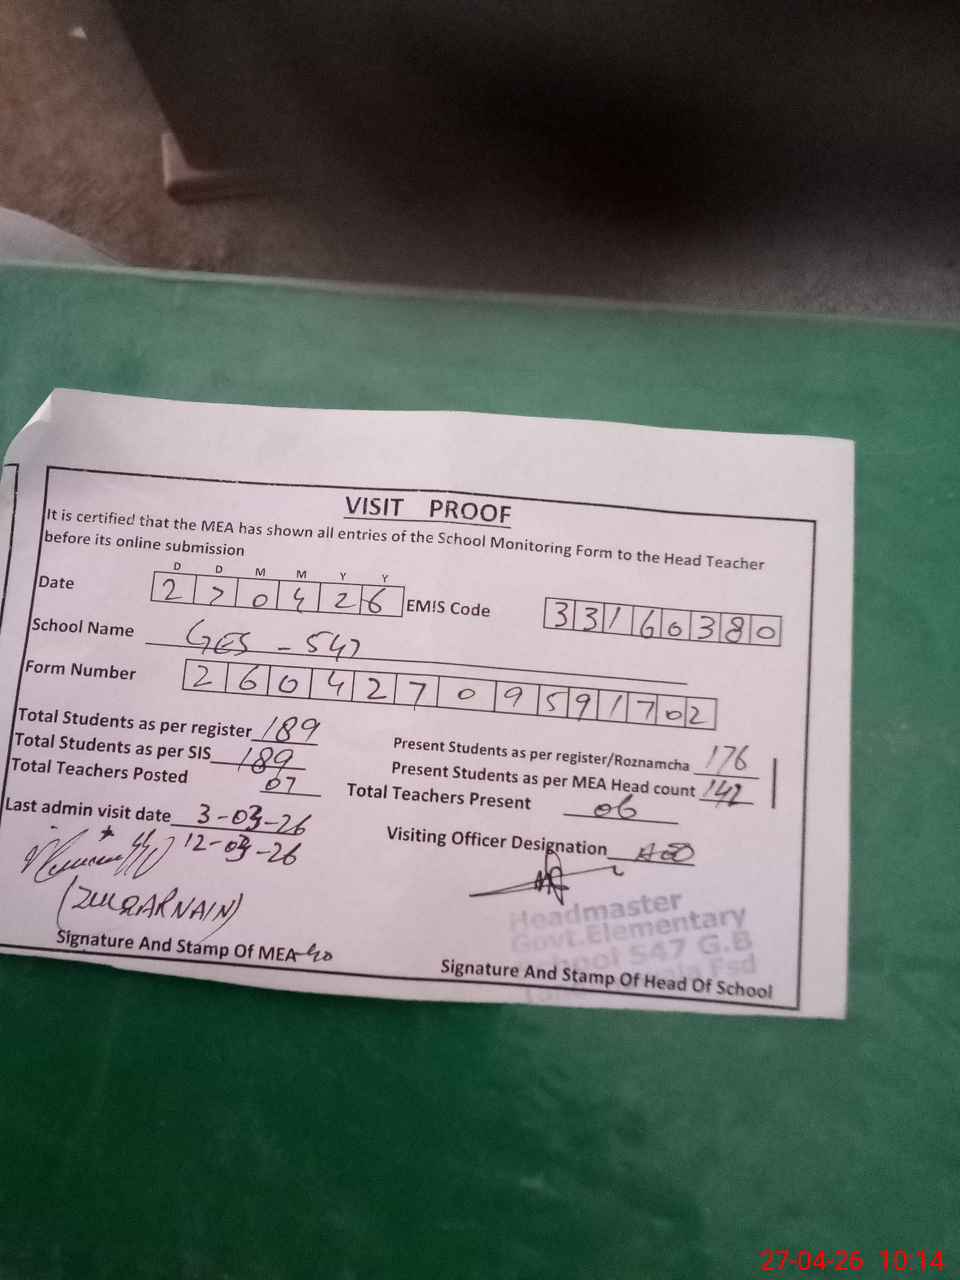 VISIT PROOF
It is certified that the MEA has shown all entries of the School Monitoring Form to the Head Teacher
before its online submission
D D M M Y Y
Date 2 7 0 4 2 6 EMIS Code 3 3 1 6 0 3 8 0
School Name GES - 547
Form Number 2 6 0 4 2 7 0 9 5 9 1 7 0 2
Total Students as per register 189 Present Students as per register/Roznamcha 176
Total Students as per SIS 189 Present Students as per MEA Head count 142
Total Teachers Posted 07 Total Teachers Present 06
Last admin visit date 3-03-26 Visiting Officer Designation AEO
12-03-26
(ZULQARNAIN)
Headmaster
Govt.Elementary
School 547 G.B
Fsd
Signature And Stamp Of MEA-40 Signature And Stamp Of Head Of School
27-04-26 10:14